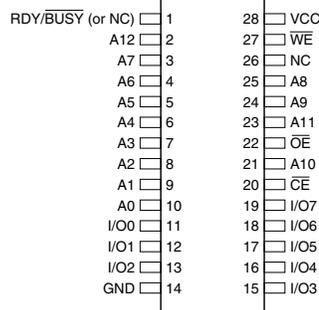 RDY/BUSY (or NC) 1 28 VCC
A12 2 27 WE
A7 3 26 NC
A6 4 25 A8
A5 5 24 A9
A4 6 23 A11
A3 7 22 OE
A2 8 21 A10
A1 9 20 CE
A0 10 19 I/O7
I/O0 11 18 I/O6
I/O1 12 17 I/O5
I/O2 13 16 I/O4
GND 14 15 I/O3